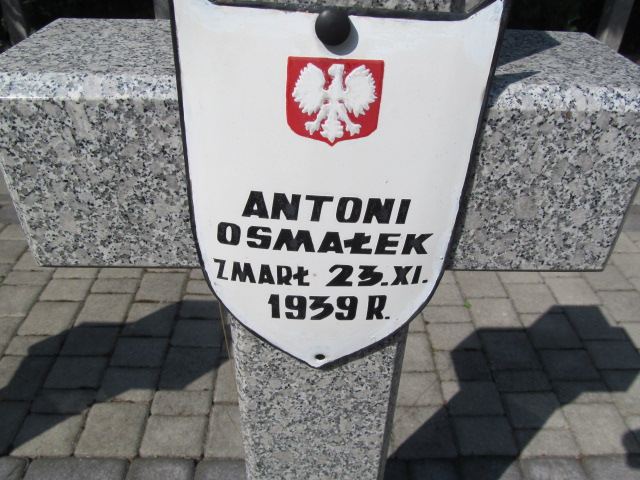 ANTONI
OSMAŁEK
ZMARŁ 23.XI.
1939 R.